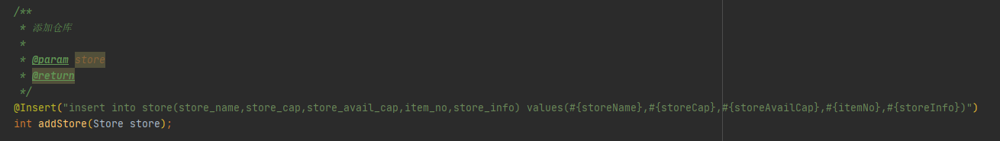 /**
 * 添加仓库
 *
 * @param store
 * @return
 */
@Insert("insert into store(store_name,store_cap,store_avail_cap,item_no,store_info) values(#{storeName},#{storeCap},#{storeAvailCap},#{itemNo},#{storeInfo})")
int addStore(Store store);